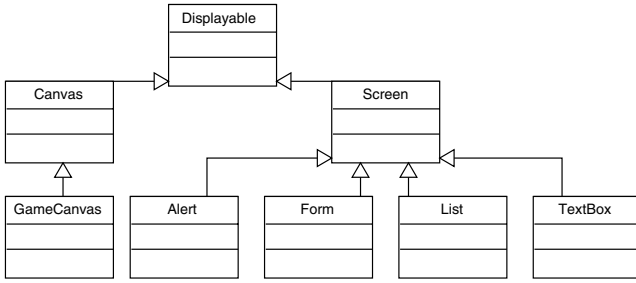 Displayable
Canvas
Screen
GameCanvas
Alert
Form
List
TextBox